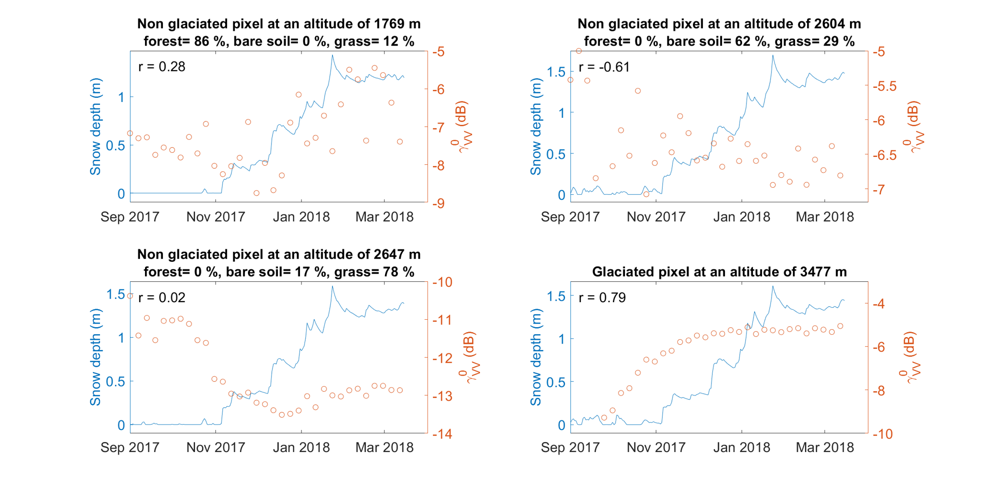 Non glaciated pixel at an altitude of 1769 m
forest= 86 %, bare soil= 0 %, grass= 12 %
r = 0.28
Snow depth (m)
1
0.5
0
-5
-6
-7
-8
-9
γ⁰VV (dB)
Sep 2017 Nov 2017 Jan 2018 Mar 2018
Non glaciated pixel at an altitude of 2604 m
forest= 0 %, bare soil= 62 %, grass= 29 %
r = -0.61
Snow depth (m)
1.5
1
0.5
0
-5
-5.5
-6
-6.5
-7
γ⁰VV (dB)
Sep 2017 Nov 2017 Jan 2018 Mar 2018
Non glaciated pixel at an altitude of 2647 m
forest= 0 %, bare soil= 17 %, grass= 78 %
r = 0.02
Snow depth (m)
1.5
1
0.5
0
-10
-11
-12
-13
-14
γ⁰VV (dB)
Sep 2017 Nov 2017 Jan 2018 Mar 2018
Glaciated pixel at an altitude of 3477 m
r = 0.79
Snow depth (m)
1.5
1
0.5
0
-4
-6
-8
-10
γ⁰VV (dB)
Sep 2017 Nov 2017 Jan 2018 Mar 2018